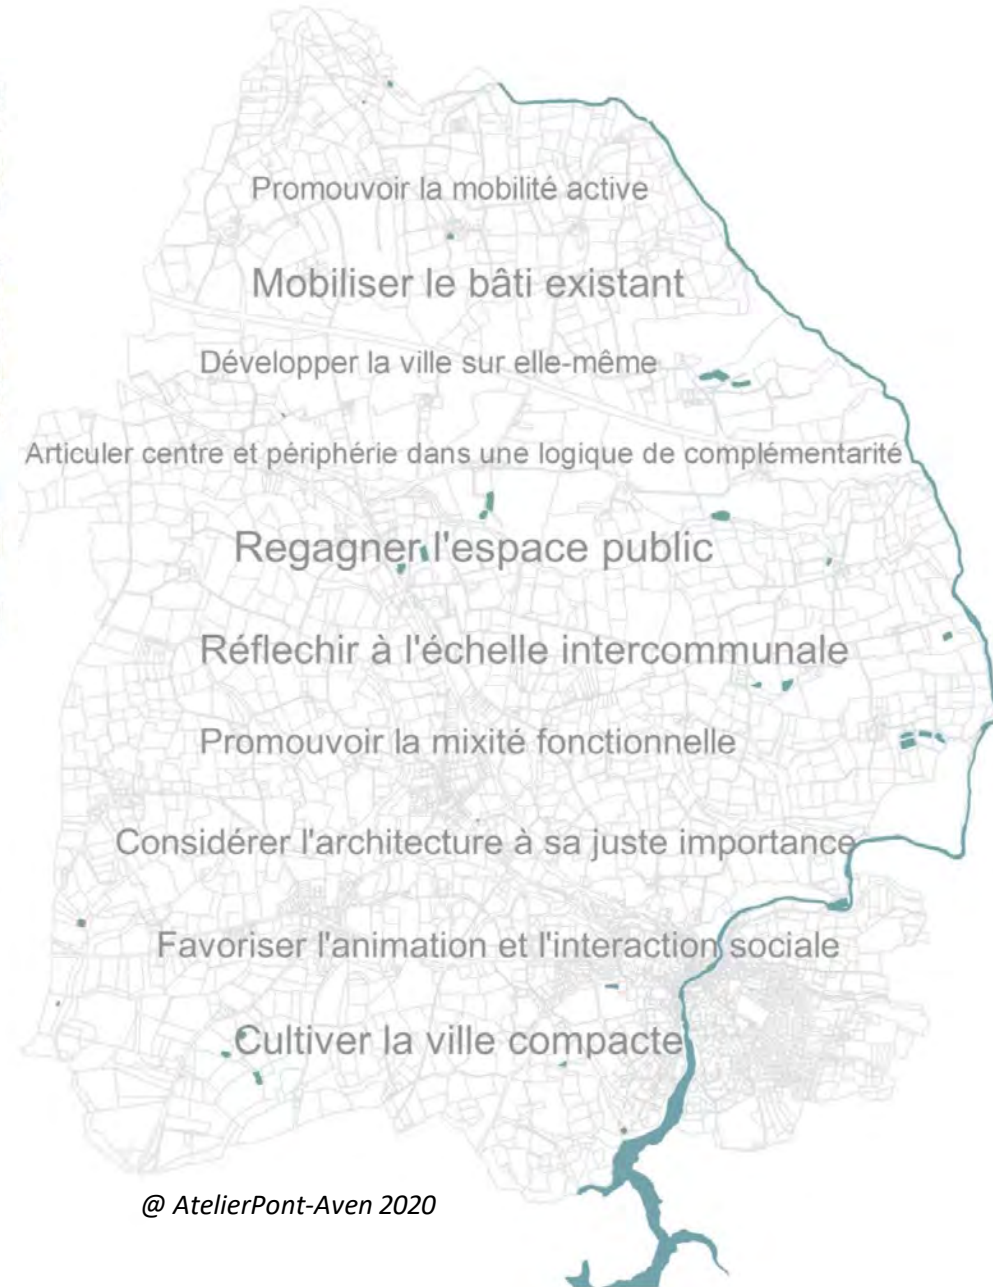 Promouvoir la mobilité active
Mobiliser le bâti existant
Développer la ville sur elle-même
Articuler centre et périphérie dans une logique de complémentarité
Regagner l'espace public
Réflechir à l'échelle intercommunale
Promouvoir la mixité fonctionnelle
Considérer l'architecture à sa juste importance
Favoriser l'animation et l'interaction sociale
Cultiver la ville compacte
@ AtelierPont-Aven 2020